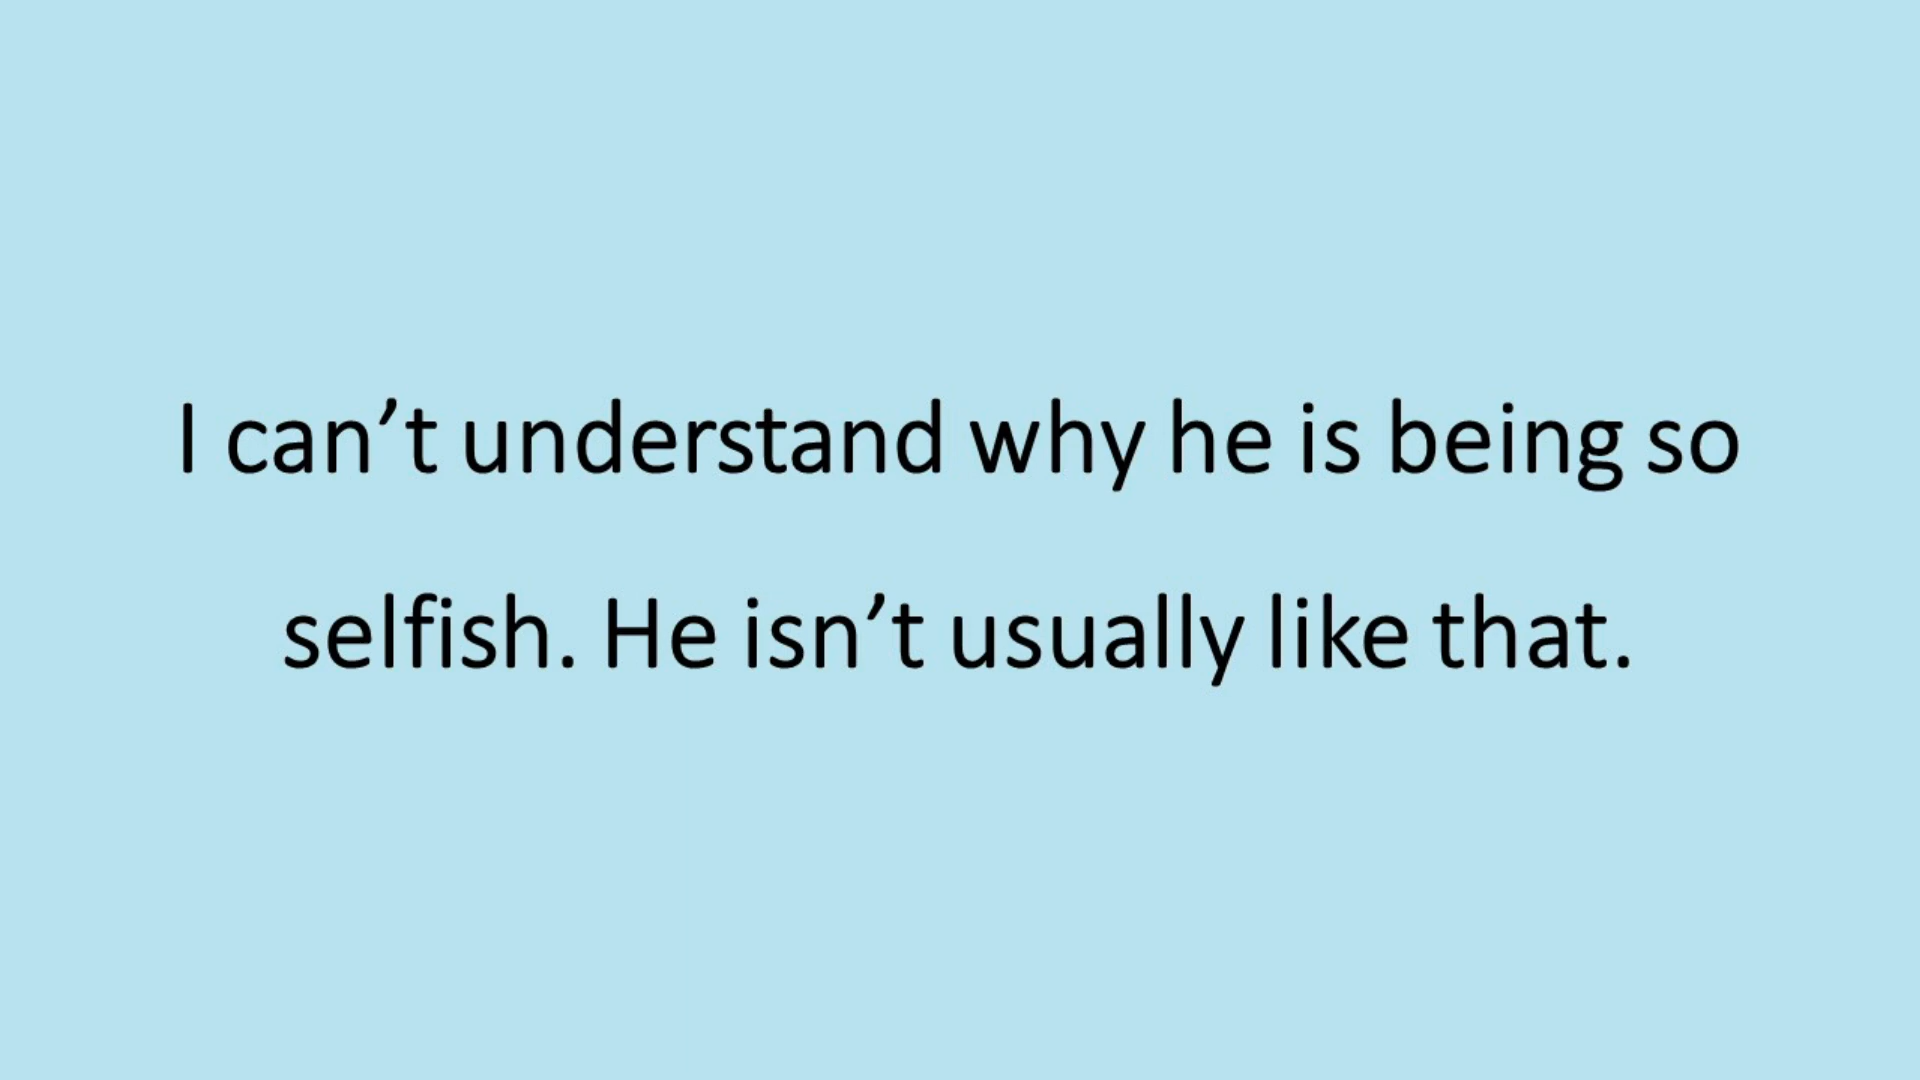 I can’t understand why he is being so
selfish. He isn’t usually like that.